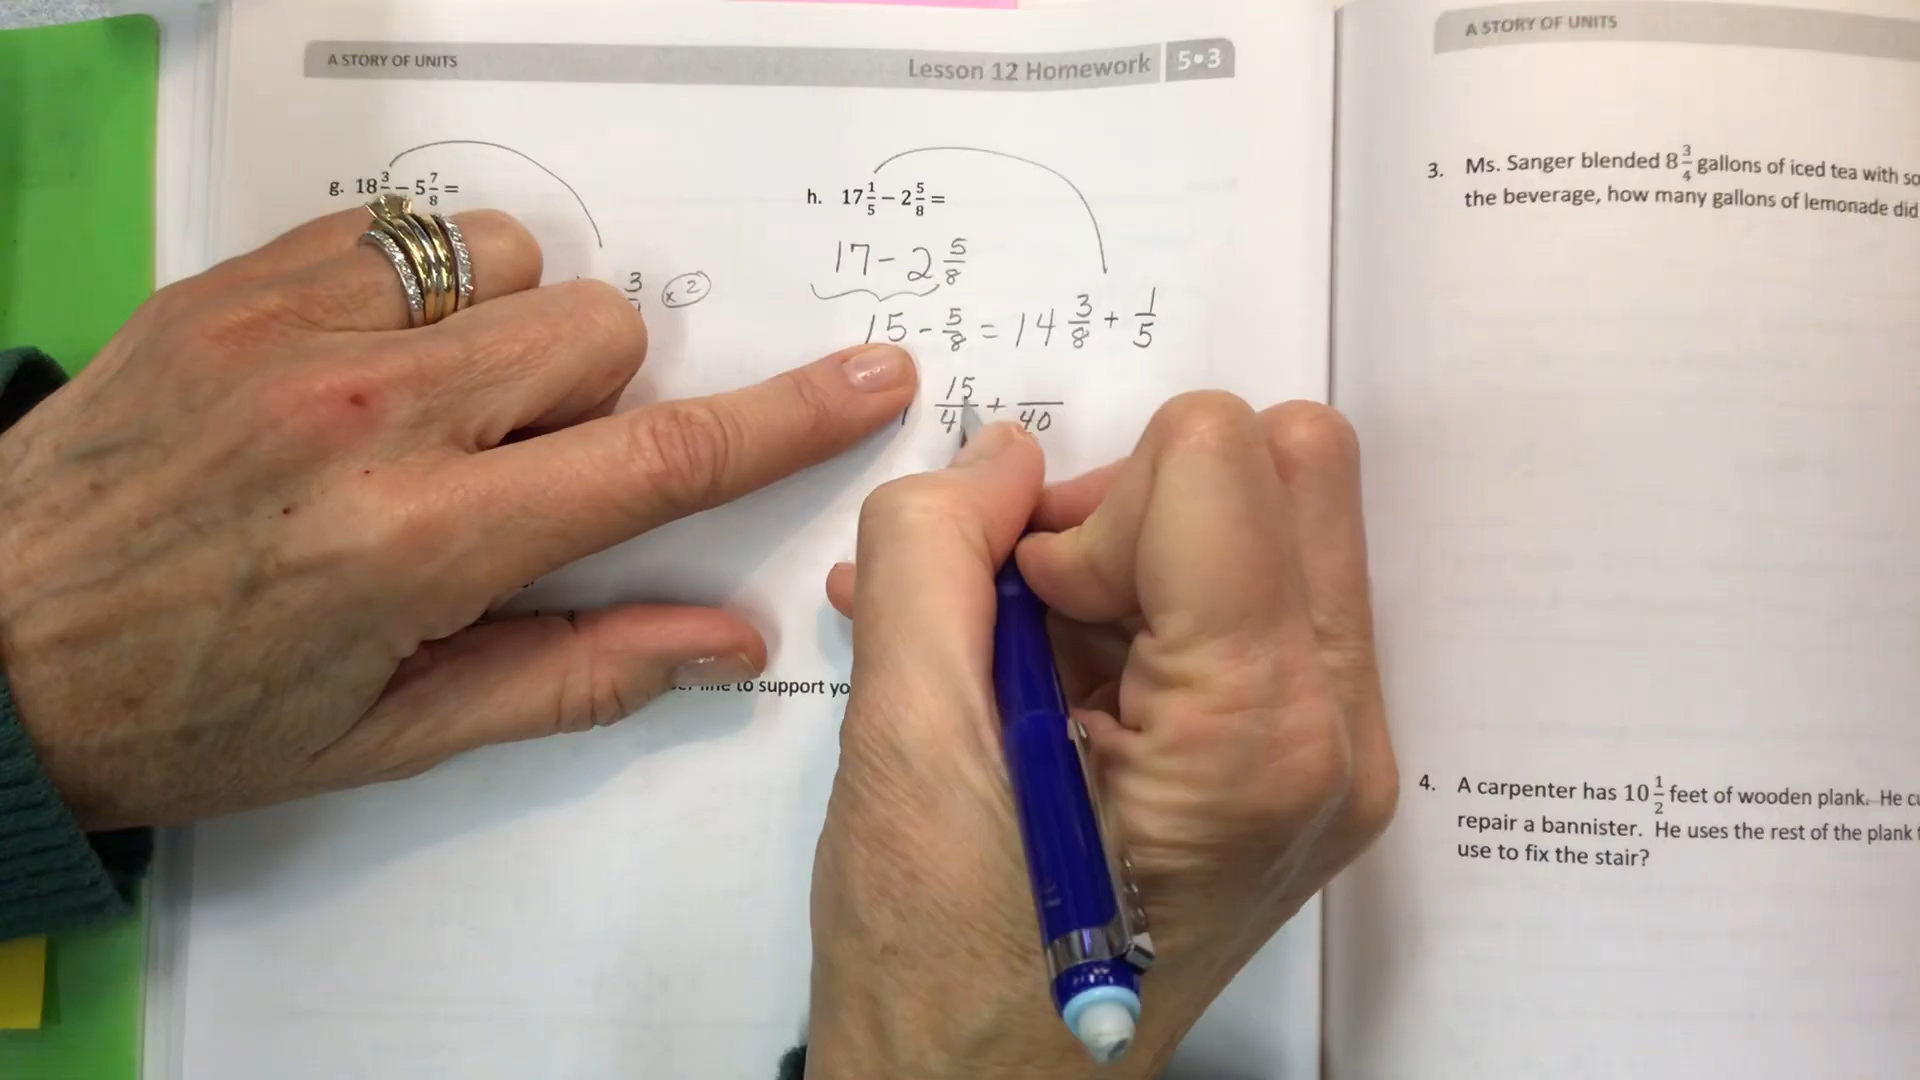 A STORY OF UNITS
Lesson 12 Homework 5•3
g. 18 3/ - 5 7/8 =
3 x 2
h. 17 1/5 - 2 5/8 =
17 - 2 5/8
15 - 5/8 = 14 3/8 + 1/5
15/4 + /40
line to support yo
A STORY OF UNITS
3. Ms. Sanger blended 8 3/4 gallons of iced tea with so
the beverage, how many gallons of lemonade did
4. A carpenter has 10 1/2 feet of wooden plank. He cu
repair a bannister. He uses the rest of the plank
use to fix the stair?